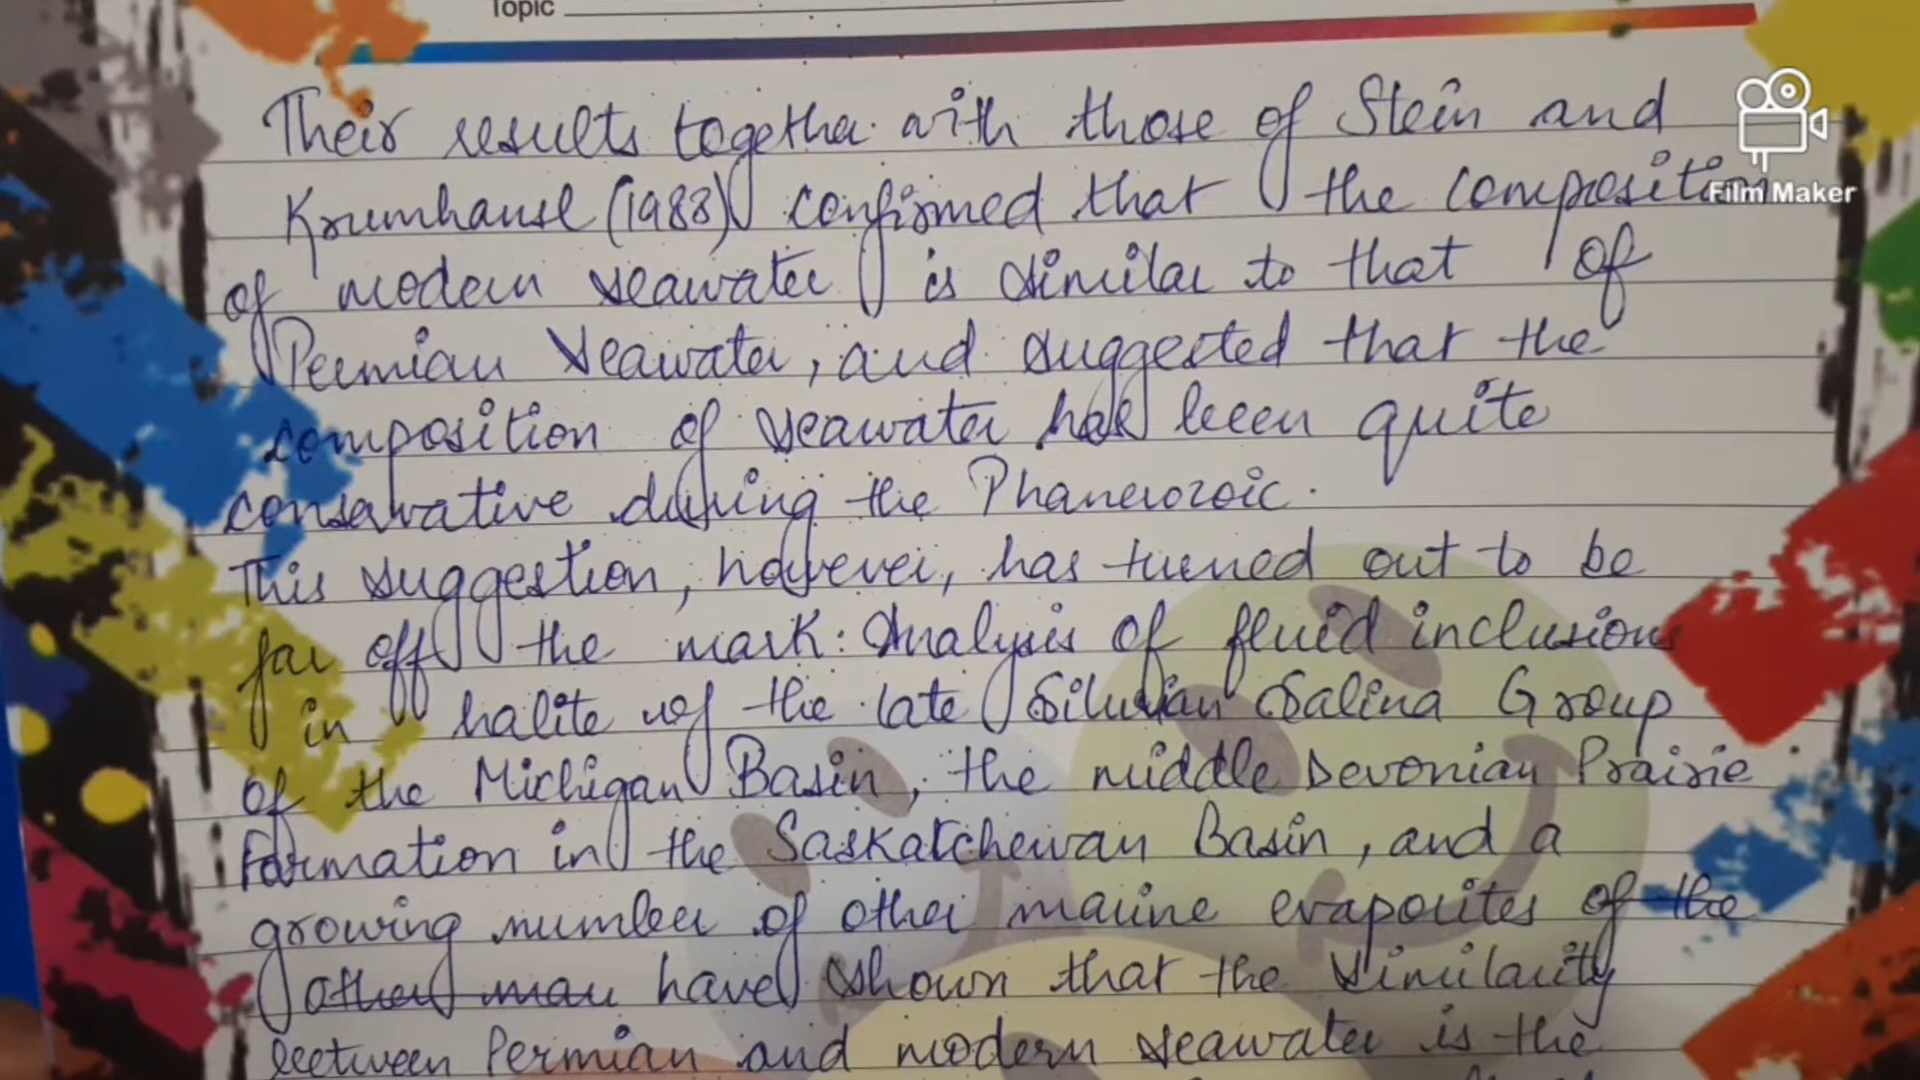 Topic
Their results together with those of Stein and
Krumhansl (1988) confirmed that the composition
of modern seawater is similar to that of
Permian seawater, and suggested that the
composition of seawater has been quite
conservative during the Phanerozoic.
This suggestion, however, has turned out to be
far off the mark: Analysis of fluid inclusions
in halite of the late Silurian Salina Group
of the Michigan Basin, the middle Devonian Prairie
Formation in the Saskatchewan Basin, and a
growing number of other marine evaporites of the
other mar have shown that the similarity
between Permian and modern seawater is the
Film Maker